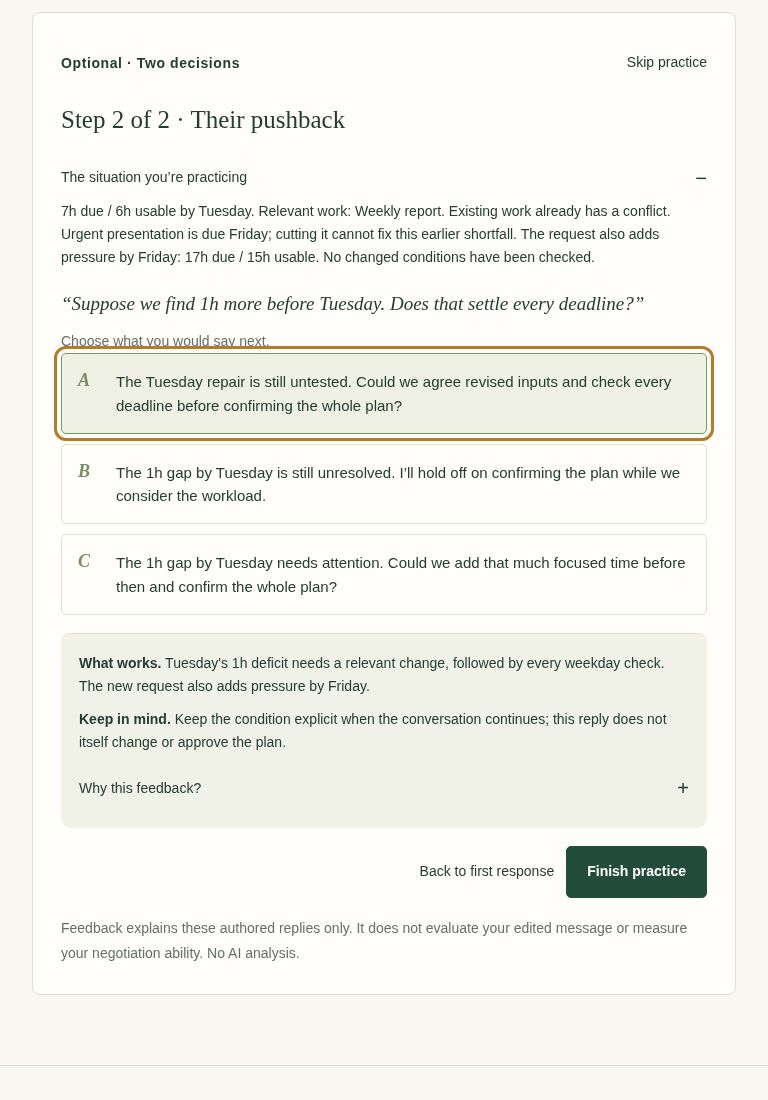 Optional · Two decisions
Skip practice
Step 2 of 2 · Their pushback
The situation you’re practicing
−
7h due / 6h usable by Tuesday. Relevant work: Weekly report. Existing work already has a conflict.
Urgent presentation is due Friday; cutting it cannot fix this earlier shortfall. The request also adds
pressure by Friday: 17h due / 15h usable. No changed conditions have been checked.
“Suppose we find 1h more before Tuesday. Does that settle every deadline?”
Choose what you would say next.
A
The Tuesday repair is still untested. Could we agree revised inputs and check every
deadline before confirming the whole plan?
B
The 1h gap by Tuesday is still unresolved. I’ll hold off on confirming the plan while we
consider the workload.
C
The 1h gap by Tuesday needs attention. Could we add that much focused time before
then and confirm the whole plan?
What works. Tuesday's 1h deficit needs a relevant change, followed by every weekday check.
The new request also adds pressure by Friday.
Keep in mind. Keep the condition explicit when the conversation continues; this reply does not
itself change or approve the plan.
Why this feedback?
+
Back to first response
Finish practice
Feedback explains these authored replies only. It does not evaluate your edited message or measure
your negotiation ability. No AI analysis.